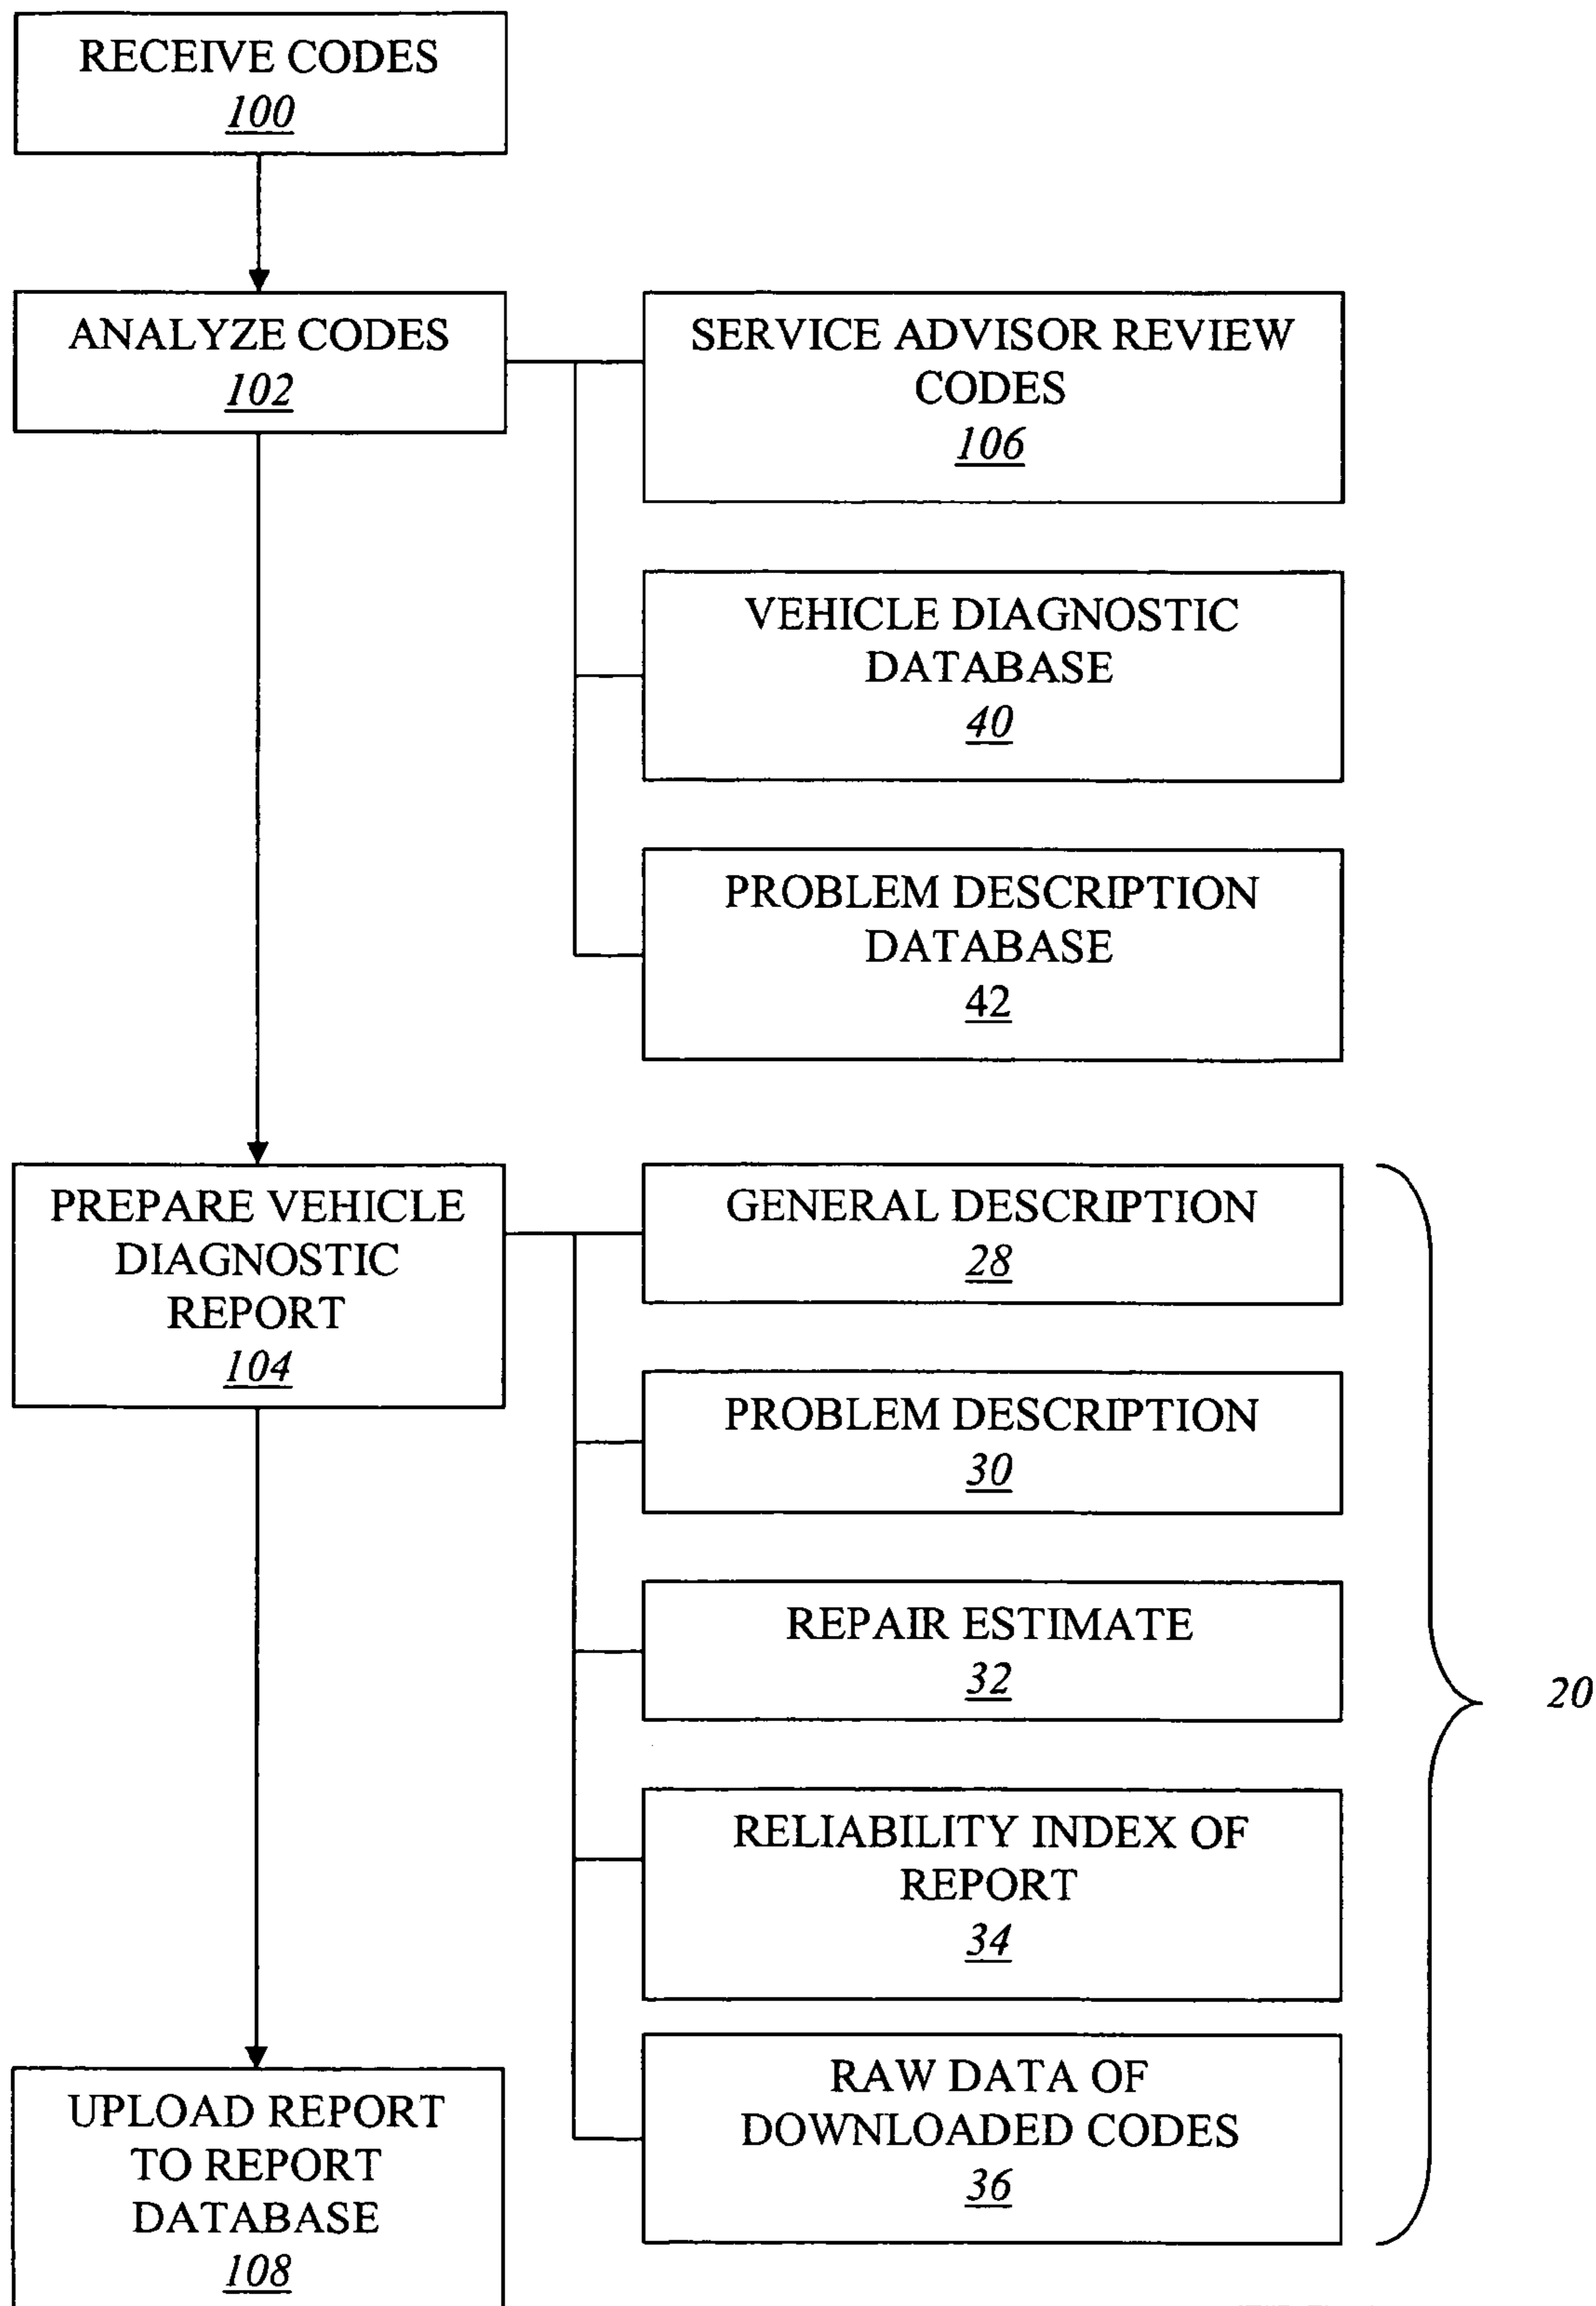 RECEIVE CODES
100
ANALYZE CODES
102
SERVICE ADVISOR REVIEW
CODES
106
VEHICLE DIAGNOSTIC
DATABASE
40
PROBLEM DESCRIPTION
DATABASE
42
PREPARE VEHICLE
DIAGNOSTIC
REPORT
104
GENERAL DESCRIPTION
28
PROBLEM DESCRIPTION
30
REPAIR ESTIMATE
32
RELIABILITY INDEX OF
REPORT
34
RAW DATA OF
DOWNLOADED CODES
36
20
UPLOAD REPORT
TO REPORT
DATABASE
108